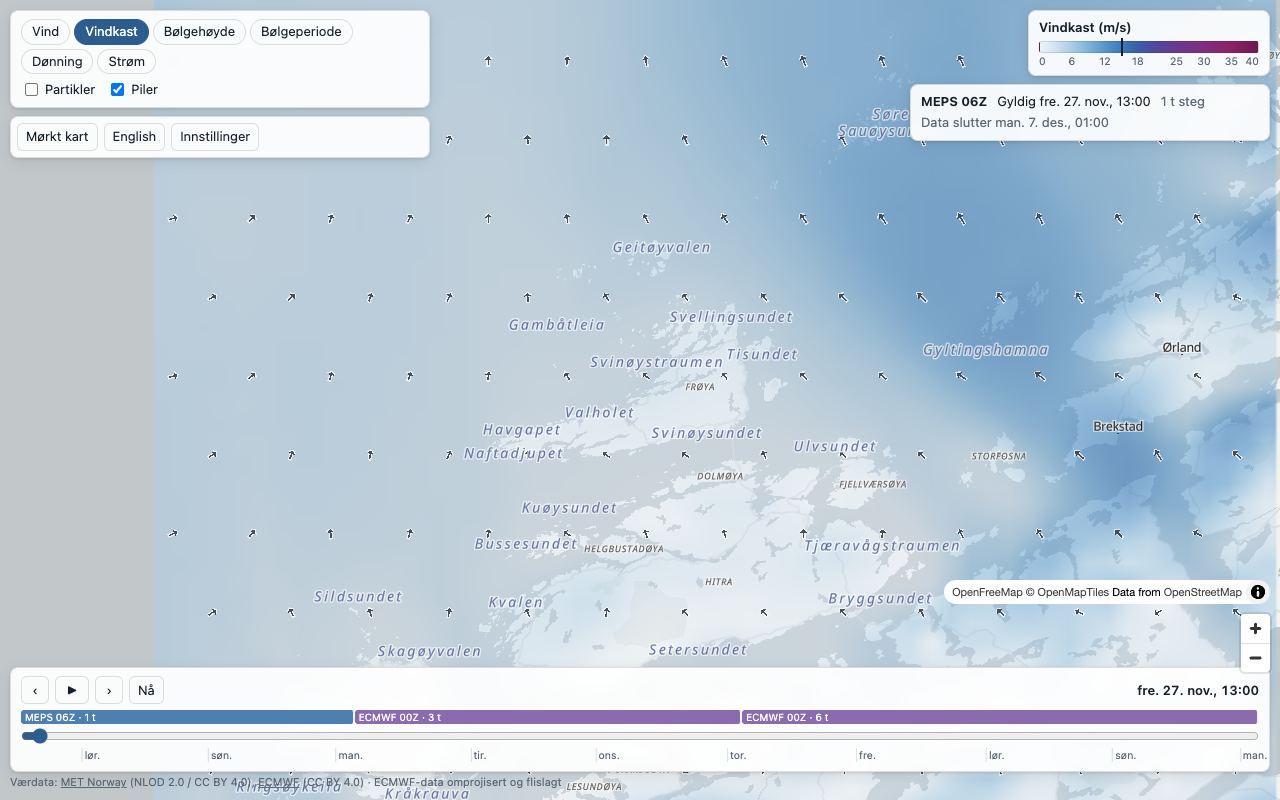 Vind Vindkast Bølgehøyde Bølgeperiode
Dønning Strøm
Partikler Piler
Mørkt kart English Innstillinger
Vindkast (m/s)
0 6 12 18 25 30 35 40
MEPS 06Z Gyldig fre. 27. nov., 13:00 1 t steg
Data slutter man. 7. des., 01:00
Geitøyvalen
Svellingsundet
Gambåtleia
Svinøystraumen
Tisundet
Gyltingshamna
Ørland
FRØYA
Valholet
Havgapet
Svinøysundet
Brekstad
Naftadjupet
Ulvsundet
STORFOSNA
DOLMØYA
FJELLVÆRSØYA
Kuøysundet
Bussesundet
HELGBUSTADØYA
Tjæravågstraumen
HITRA
Sildsundet
Kvalen
Bryggsundet
OpenFreeMap © OpenMapTiles Data from OpenStreetMap
Skagøyvalen
Setersundet
+
−
‹ ▶ › Nå
fre. 27. nov., 13:00
MEPS 06Z · 1 t ECMWF 00Z · 3 t ECMWF 00Z · 6 t
lør. søn. man. tir. ons. tor. fre. lør. søn. man.
Værdata: MET Norway (NLOD 2.0 / CC BY 4.0), ECMWF (CC BY 4.0) · ECMWF-data omprojisert og flislagt
Kråkrauva
LESUNDØYA